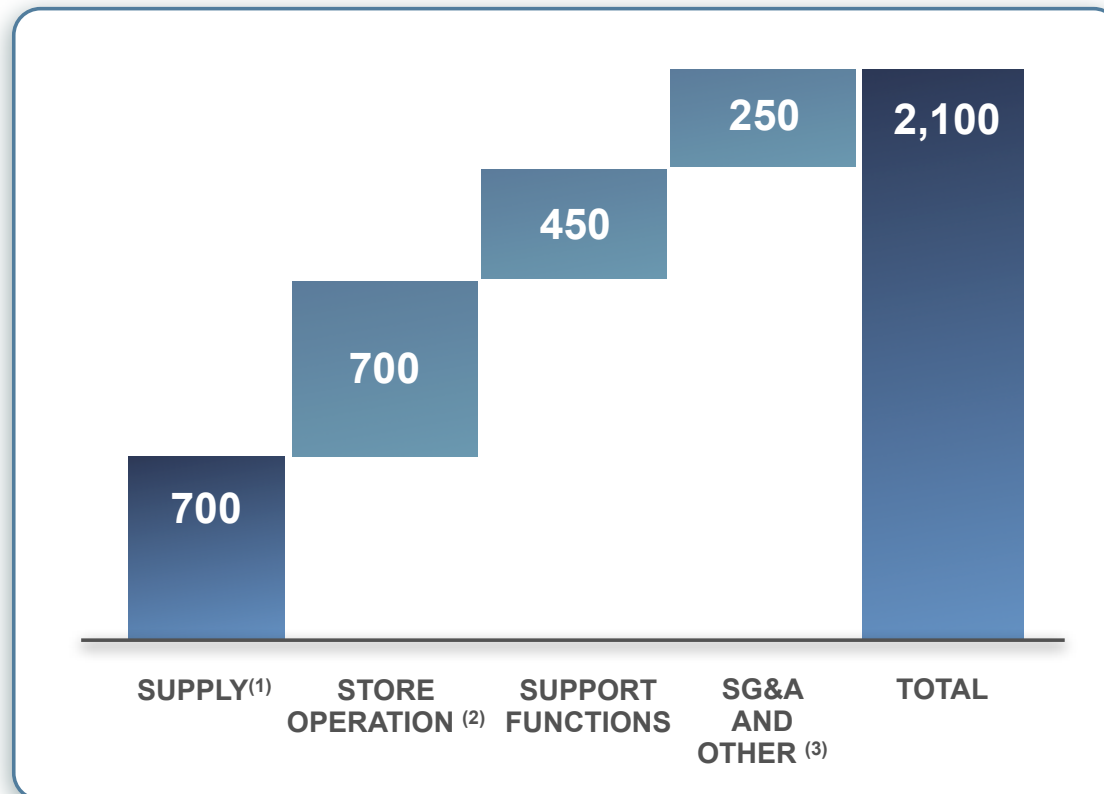 250
2,100
450
700
700
SUPPLY(1)
STORE
OPERATION (2)
SUPPORT
FUNCTIONS
SG&A
AND
OTHER (3)
TOTAL